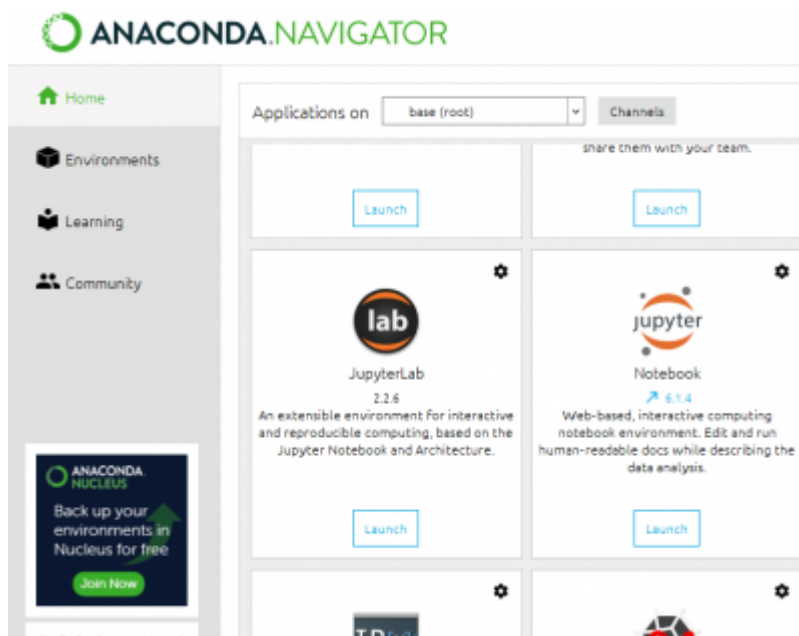 ANACONDA.NAVIGATOR
Home
Environments
Learning
Community
Applications on
base (root)
Channels
share them with your team.
Launch
Launch
lab
JupyterLab
2.2.6
An extensible environment for interactive
and reproducible computing, based on the
Jupyter Notebook and Architecture.
Launch
jupyter
Notebook
6.1.4
Web-based, interactive computing
notebook environment. Edit and run
human-readable docs while describing the
data analysis.
Launch
ANACONDA.
NUCLEUS
Back up your
environments in
Nucleus for free
Join Now